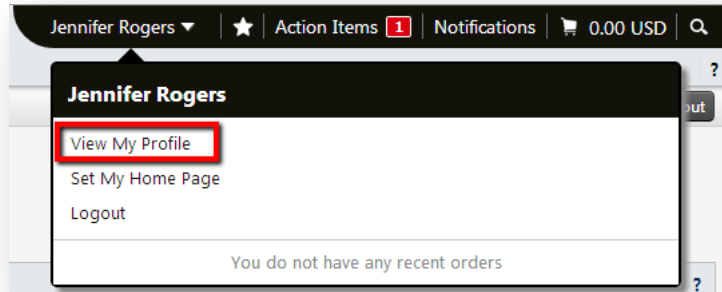 Jennifer Rogers ▼ ★ Action Items 1 Notifications 0.00 USD
?
Jennifer Rogers
View My Profile
Set My Home Page
Logout
You do not have any recent orders
?